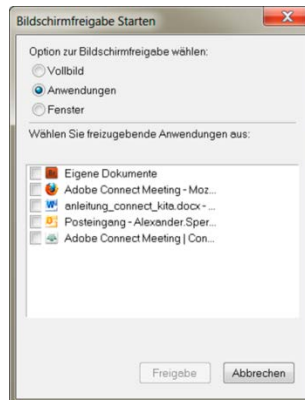 Bildschirmfreigabe Starten
Option zur Bildschirmfreigabe wählen:
Vollbild
Anwendungen
Fenster
Wählen Sie freizugebende Anwendungen aus:
Eigene Dokumente
Adobe Connect Meeting - Moz...
anleitung_connect_kita.docx - ...
Posteingang - Alexander.Sper...
Adobe Connect Meeting | Con...
Freigabe Abbrechen